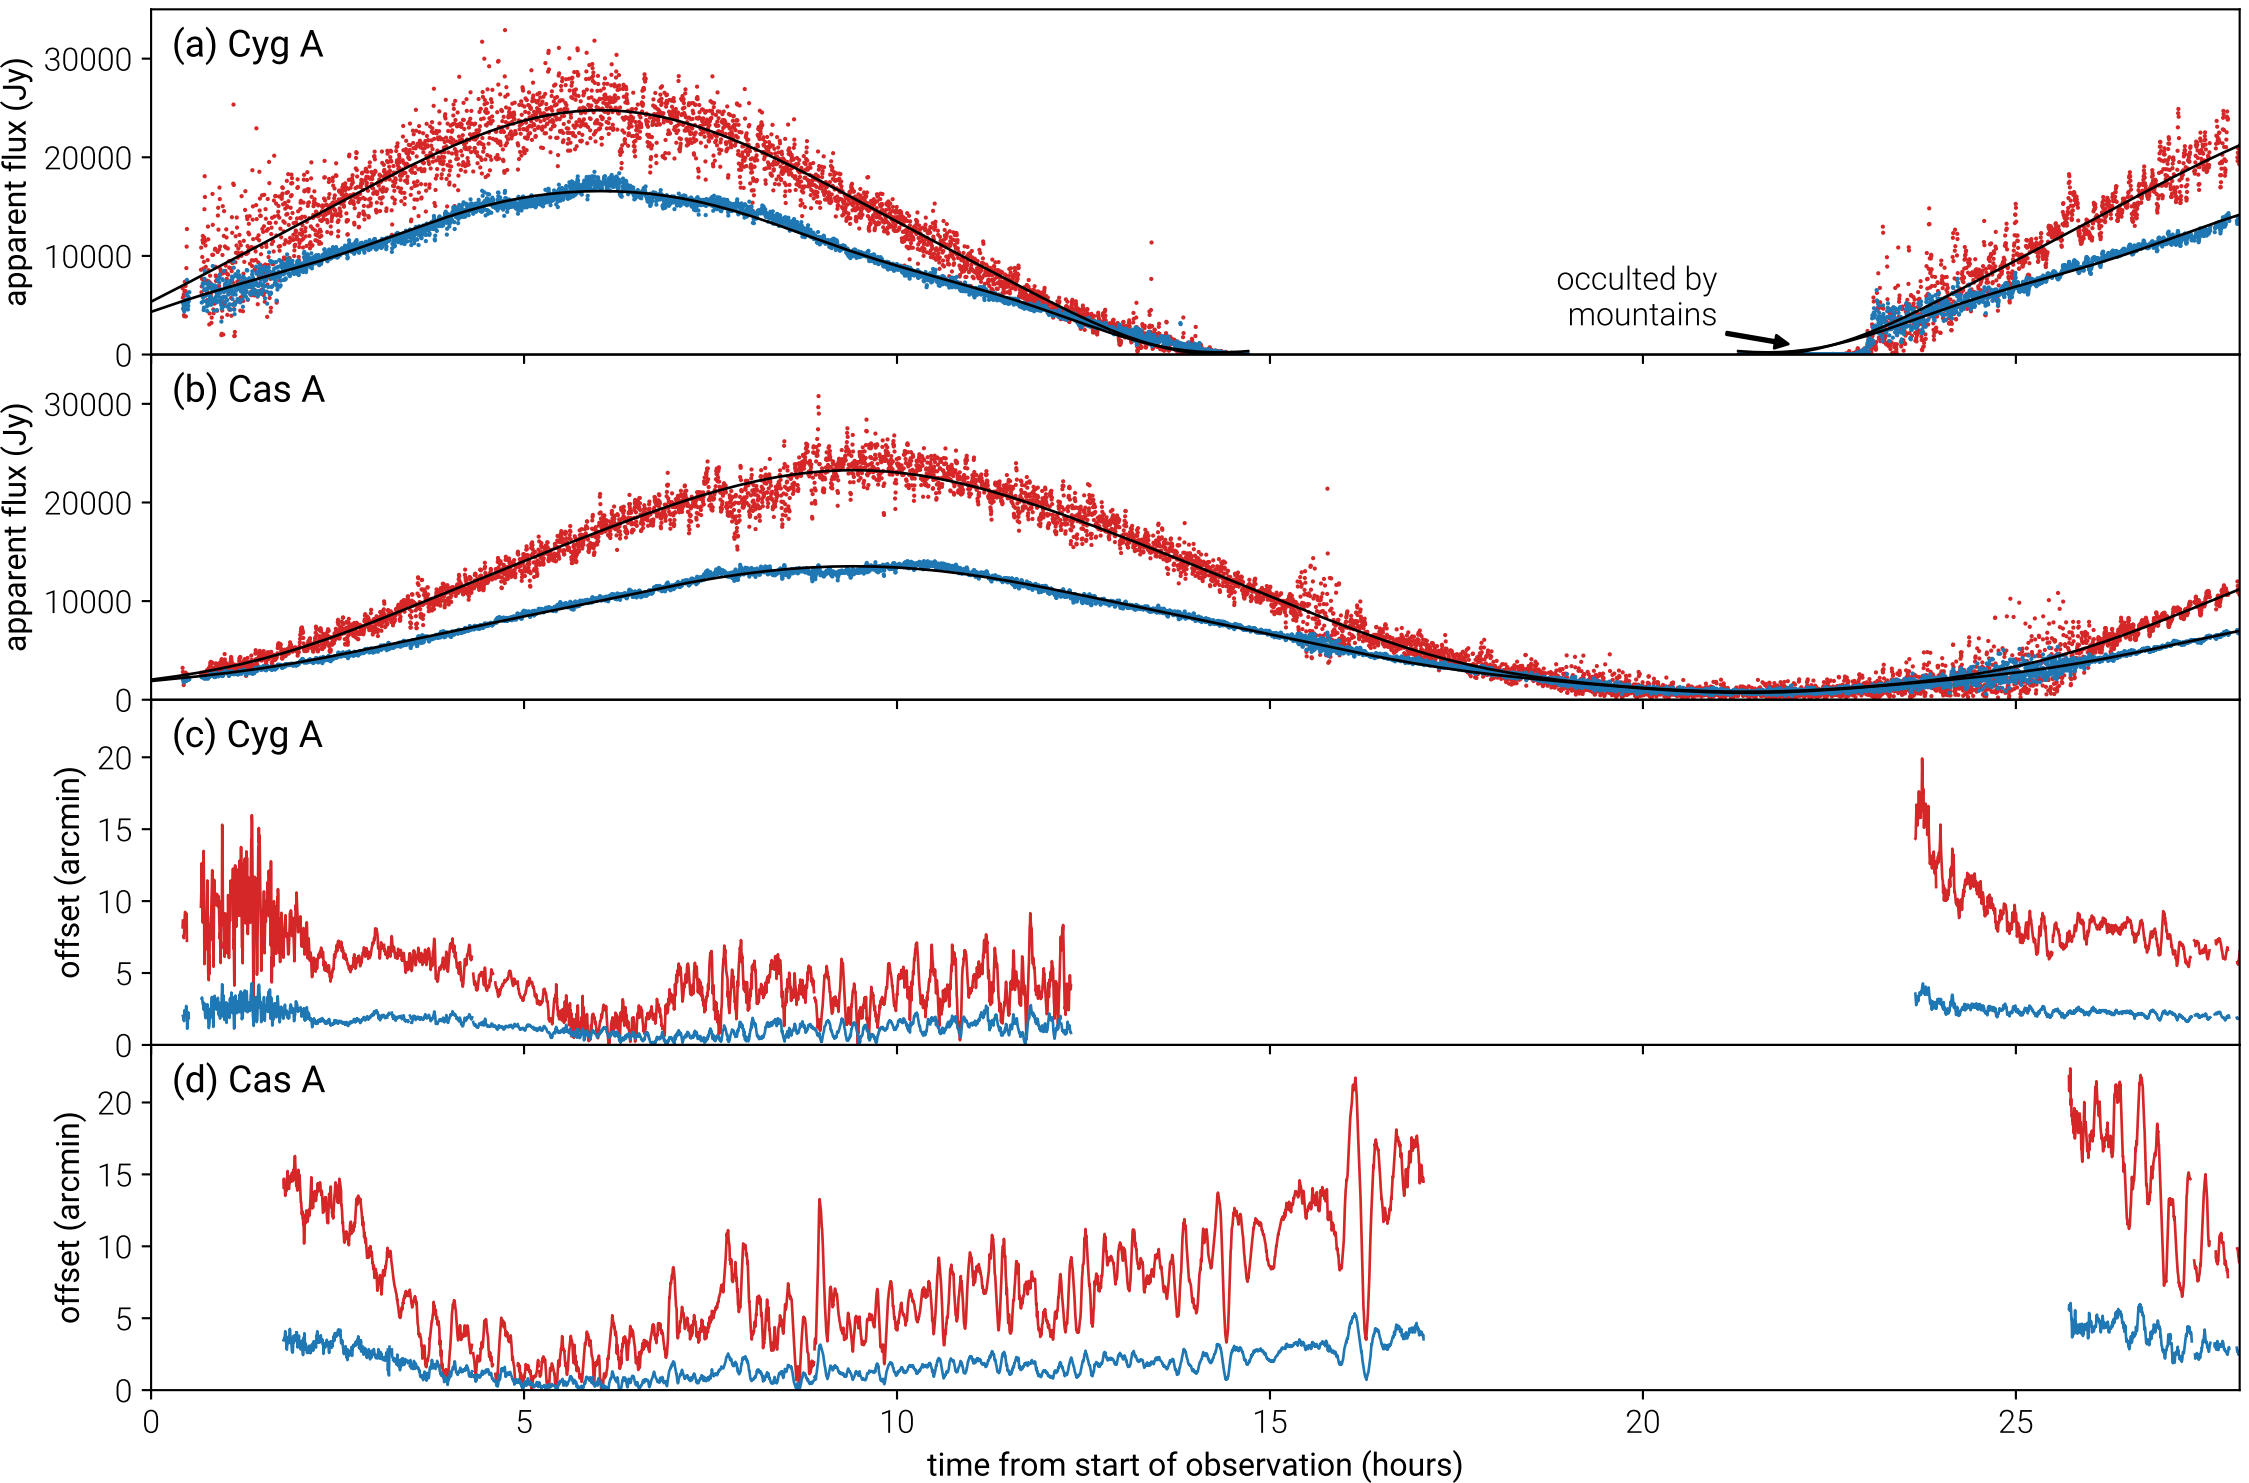 (a) Cyg A
apparent flux (Jy)
30000
20000
10000
0
occulted by
mountains
(b) Cas A
apparent flux (Jy)
30000
20000
10000
0
(c) Cyg A
offset (arcmin)
20
15
10
5
0
(d) Cas A
offset (arcmin)
20
15
10
5
0
0 5 10 15 20 25
time from start of observation (hours)